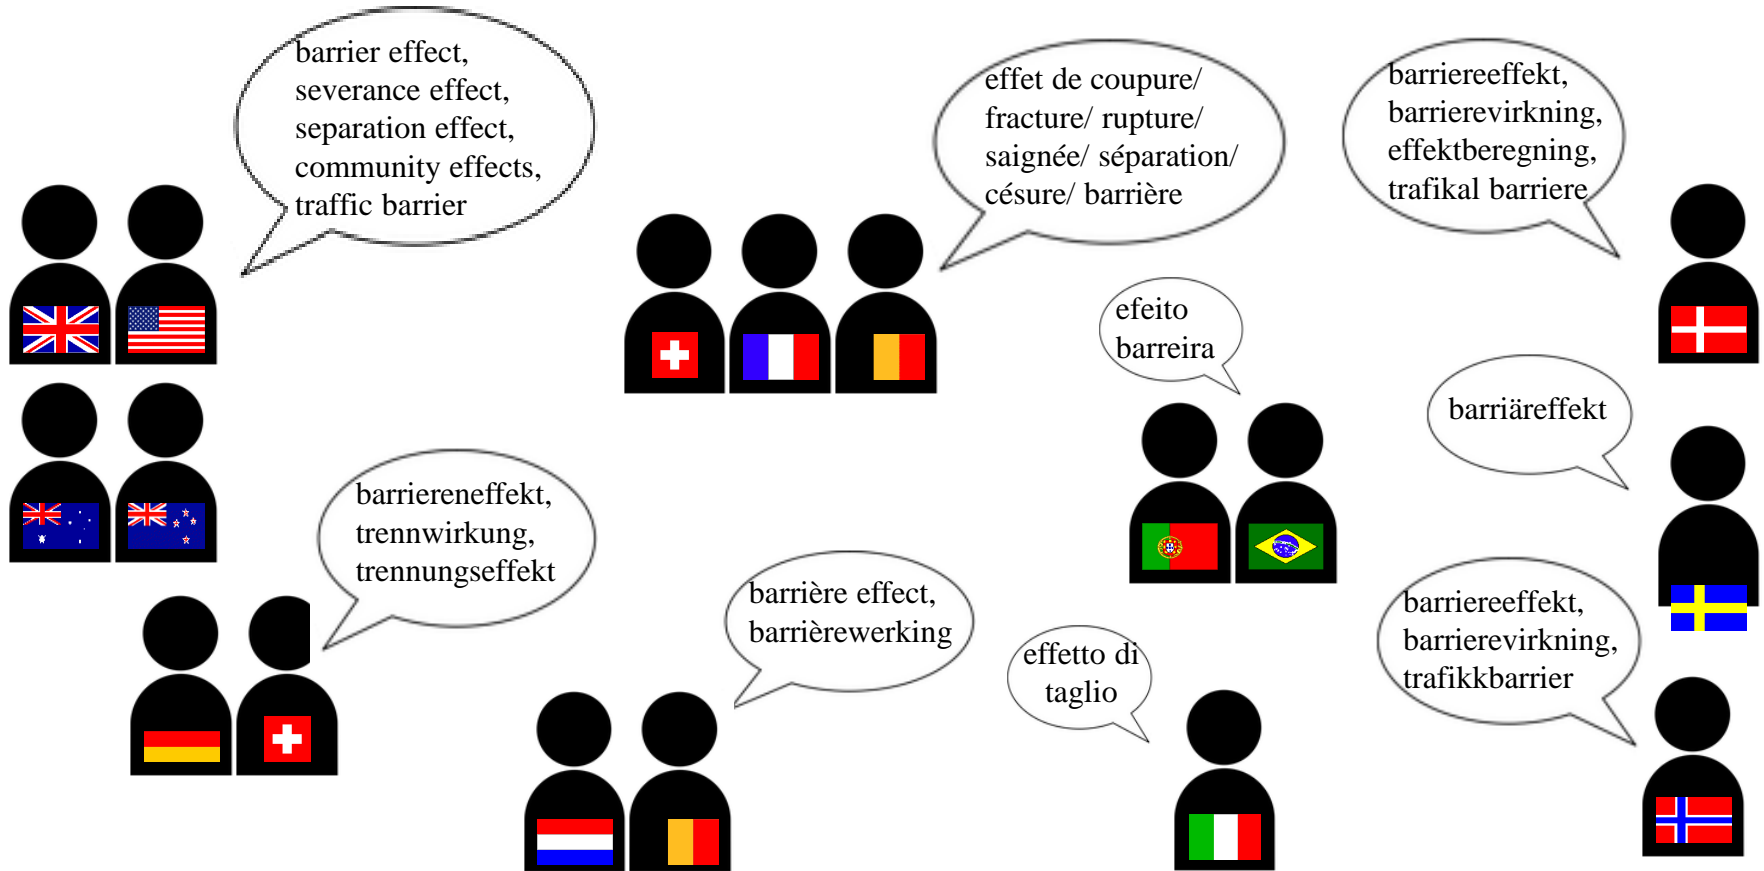 barrier effect,
severance effect,
separation effect,
community effects,
traffic barrier
effet de coupure/
fracture/ rupture/
saignée/ séparation/
césure/ barrière
barriereeffekt,
barrierevirkning,
effektberegning,
trafikal barriere
efeito
barreira
barriäreffekt
barriereneffekt,
trennwirkung,
trennungseffekt
barrière effect,
barrièrewerking
effetto di
taglio
barriereeffekt,
barrierevirkning,
trafikkbarrier